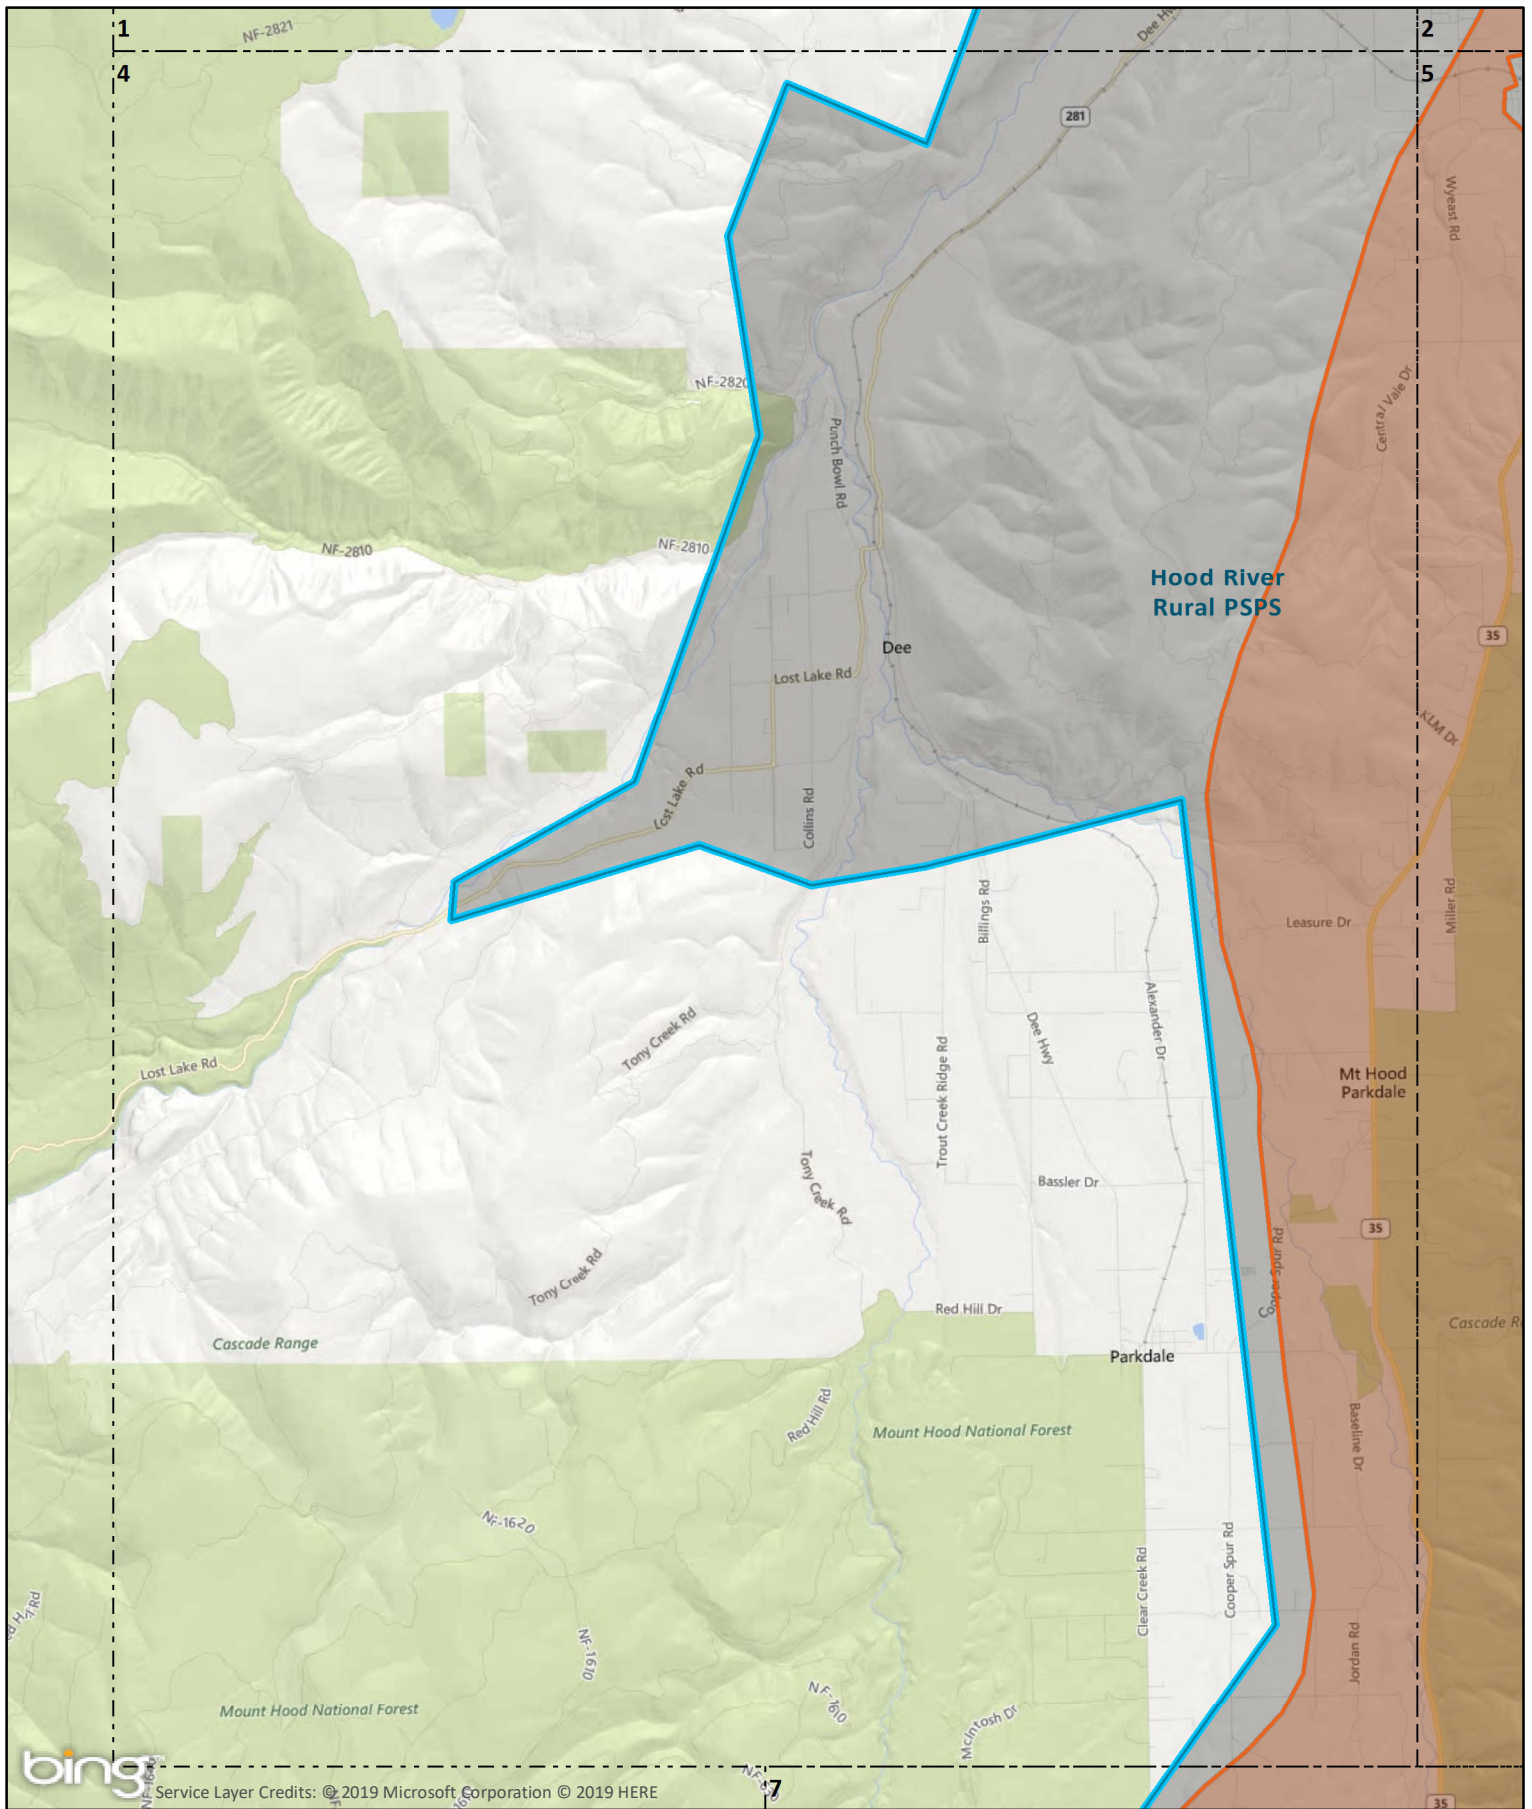 1
2
NF-2821
Dee Hwy
4
5
281
Wyeast Rd
NF-2820
Central Vale Dr
Punch Bowl Rd
NF-2810
NF-2810
Hood River
Rural PSPS
35
Dee
Lost Lake Rd
KLM Dr
Lost Lake Rd
Collins Rd
Billings Rd
Miller Rd
Leasure Dr
Alexander Dr
Tony Creek Rd
Dee Hwy
Trout Creek Ridge Rd
Lost Lake Rd
Mt Hood
Parkdale
Tony Creek Rd
Bassler Dr
35
Cooper Spur Rd
Tony Creek Rd
Red Hill Dr
Cascade Range
Cascade R
Parkdale
Red Hill Rd
Mount Hood National Forest
Baseline Dr
NF-1620
Cooper Spur Rd
Clear Creek Rd
NF-1610
Jordan Rd
NF-1610
Mount Hood National Forest
McIntosh Dr
bing
Service Layer Credits: © 2019 Microsoft Corporation © 2019 HERE
7
35